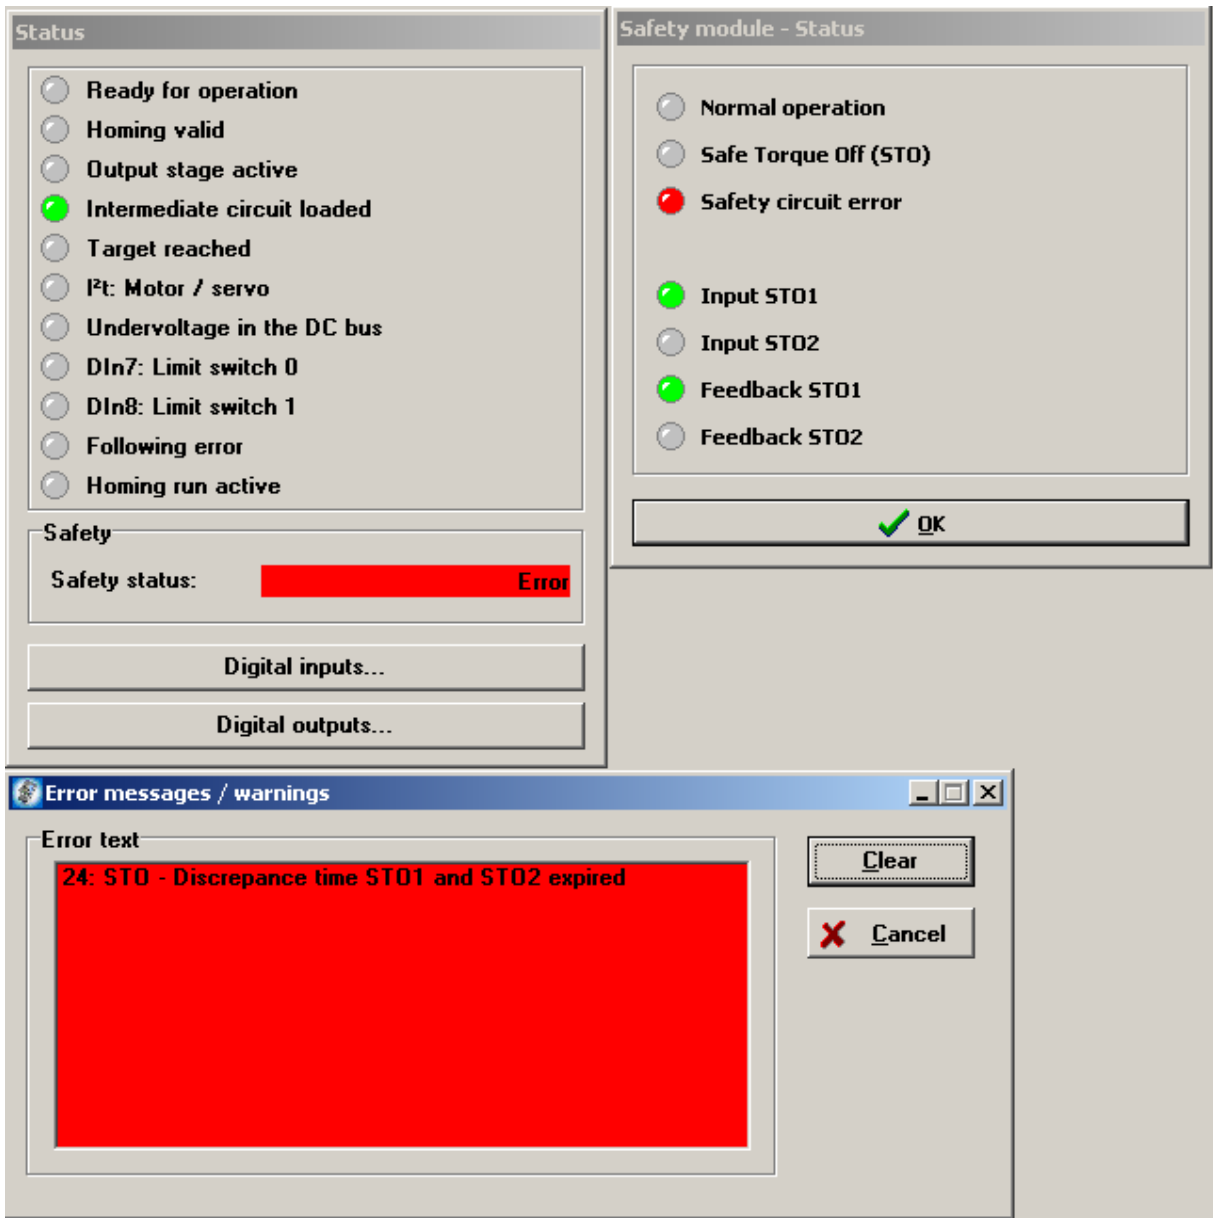 Status
Ready for operation
Homing valid
Output stage active
Intermediate circuit loaded
Target reached
I²t: Motor / servo
Undervoltage in the DC bus
DIn7: Limit switch 0
DIn8: Limit switch 1
Following error
Homing run active
Safety
Safety status:
Error
Digital inputs...
Digital outputs...
Safety module - Status
Normal operation
Safe Torque Off (STO)
Safety circuit error
Input STO1
Input STO2
Feedback STO1
Feedback STO2
OK
Error messages / warnings
Error text
24: STO - Discrepance time STO1 and STO2 expired
Clear
Cancel